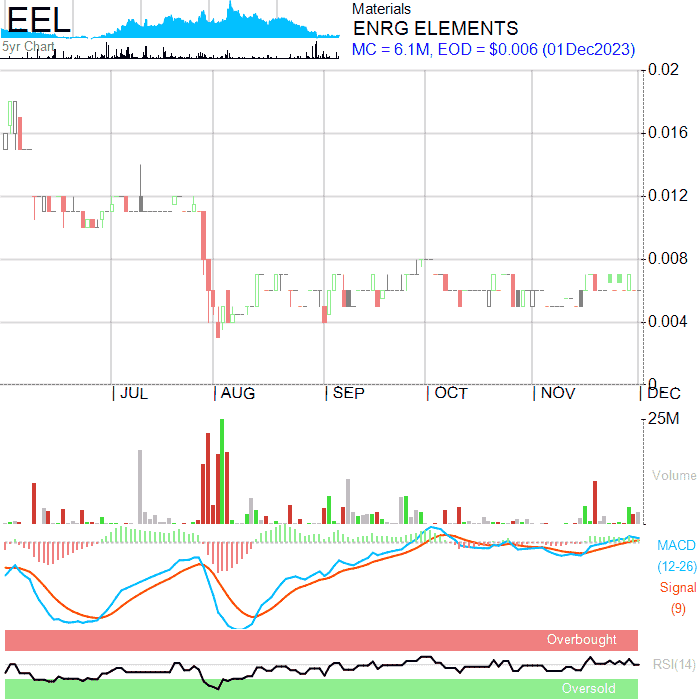 EEL
5yr Chart
Materials
ENRG ELEMENTS
MC = 6.1M, EOD = $0.006 (01Dec2023)
0.02
0.016
0.012
0.008
0.004
0
JUL
AUG
SEP
OCT
NOV
DEC
25M
Volume
MACD
(12-26)
Signal
(9)
Overbought
RSI(14)
Oversold